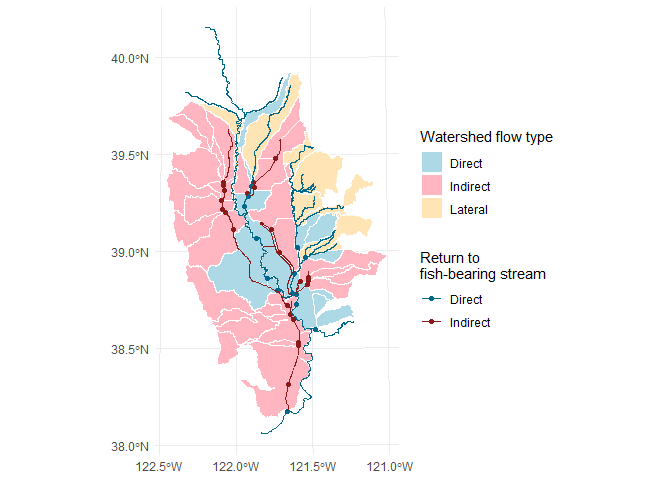 40.0°N
39.5°N
39.0°N
38.5°N
38.0°N
122.5°W
122.0°W
121.5°W
121.0°W
Watershed flow type
Direct
Indirect
Lateral
Return to
fish-bearing stream
Direct
Indirect